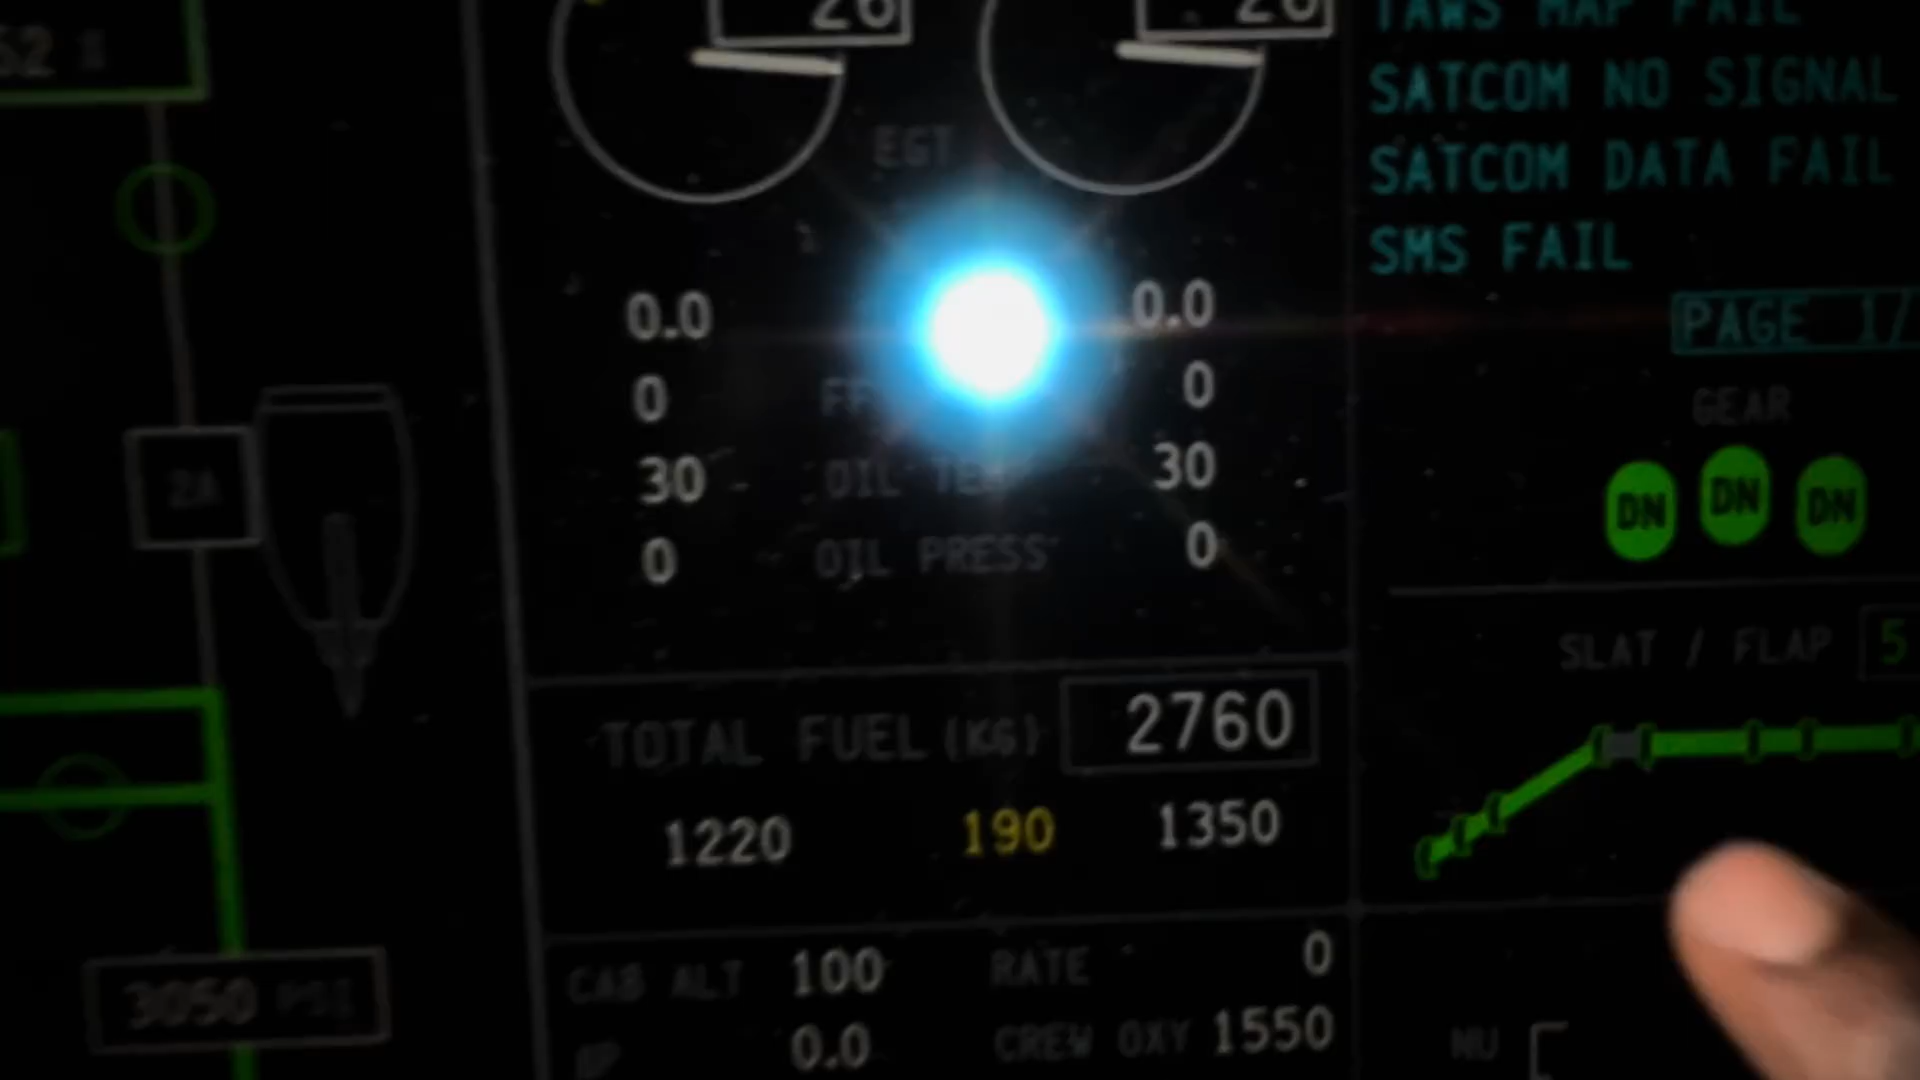 26
26
TAWS MAP FAIL
SATCOM NO SIGNAL
EGT
SATCOM DATA FAIL
SMS FAIL
0.0 0.0
PAGE 1/
0 FF 0
GEAR
30 OIL TEMP 30
DN DN DN
2A
0 OIL PRESS 0
SLAT / FLAP 5
TOTAL FUEL (KG) 2760
1220 190 1350
CAB ALT 100 RATE 0
3050 PSI
0.0 CREW OXY 1550